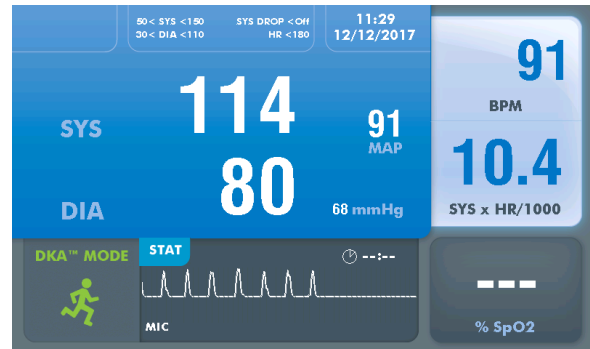 50< SYS <150 SYS DROP <Off
30< DIA <110 HR <180
11:29
12/12/2017
SYS 114
91
MAP
DIA 80
68 mmHg
91
BPM
10.4
SYS x HR/1000
DKA™ MODE
STAT
--:--
MIC
---
% SpO2